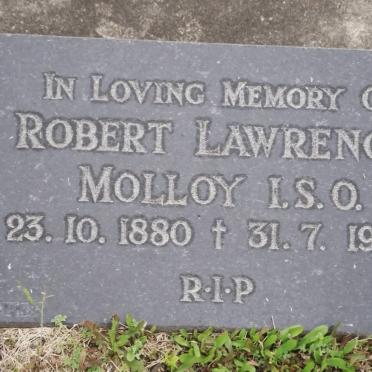 IN LOVING MEMORY O
ROBERT LAWRENC
MOLLOY I.S.O.
23.10.1880 † 31.7.19
R·I·P